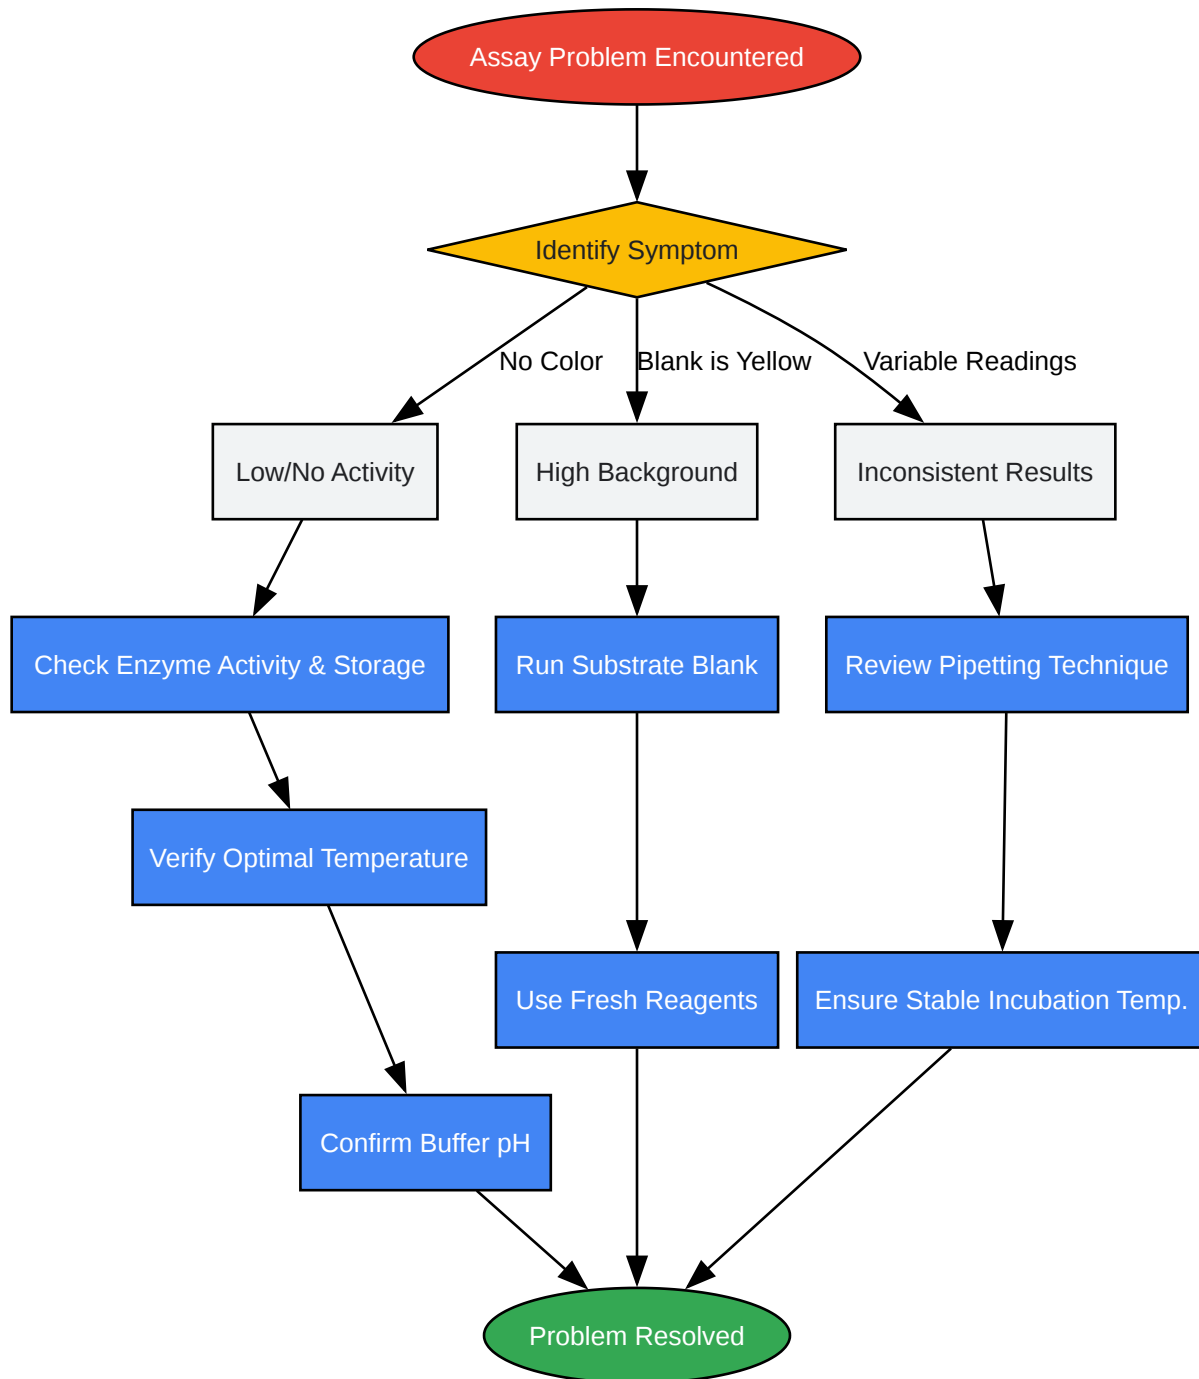 Assay Problem Encountered
Identify Symptom
No Color
Blank is Yellow
Variable Readings
Low/No Activity
High Background
Inconsistent Results
Check Enzyme Activity & Storage
Run Substrate Blank
Review Pipetting Technique
Verify Optimal Temperature
Use Fresh Reagents
Ensure Stable Incubation Temp.
Confirm Buffer pH
Problem Resolved